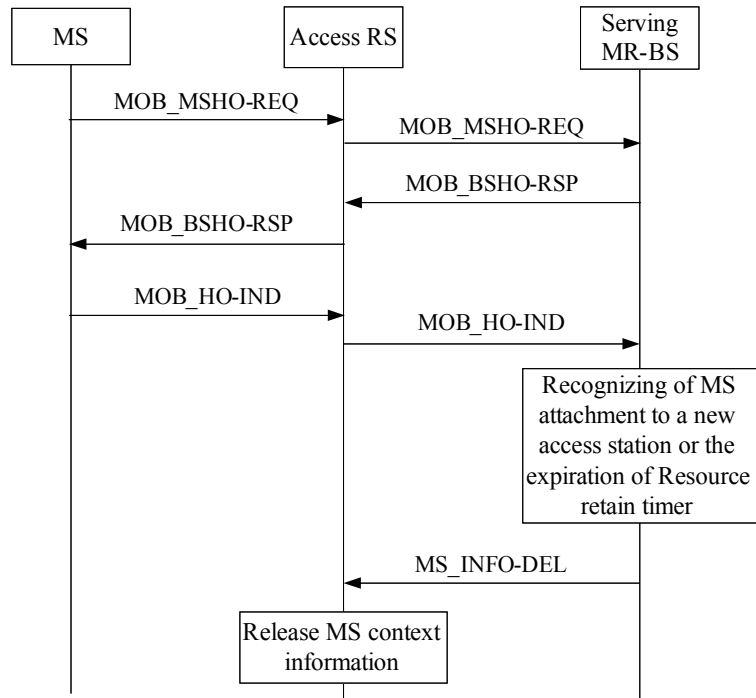 MS
Access RS
Serving
MR-BS
MOB_MSHO-REQ
MOB_MSHO-REQ
MOB_BSHO-RSP
MOB_BSHO-RSP
MOB_HO-IND
MOB_HO-IND
Recognizing of MS
attachment to a new
access station or the
expiration of Resource
retain timer
MS_INFO-DEL
Release MS context
information